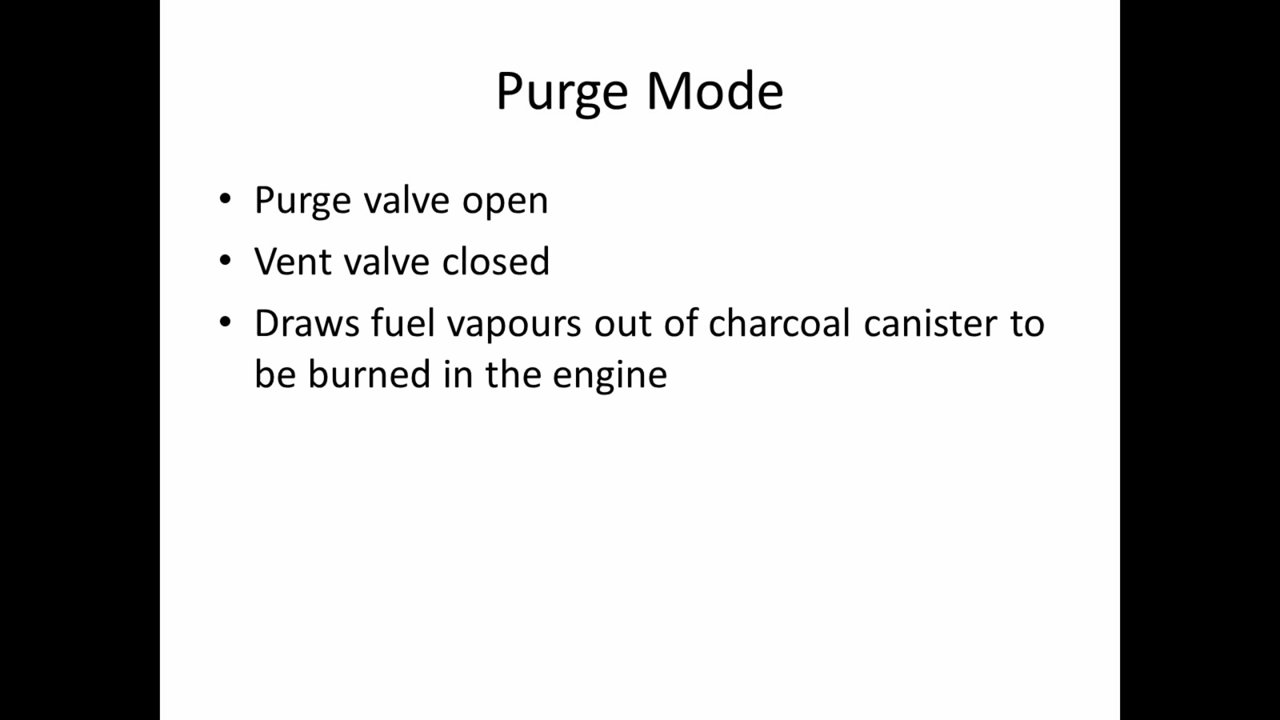 Purge Mode
• Purge valve open
• Vent valve closed
• Draws fuel vapours out of charcoal canister to
be burned in the engine